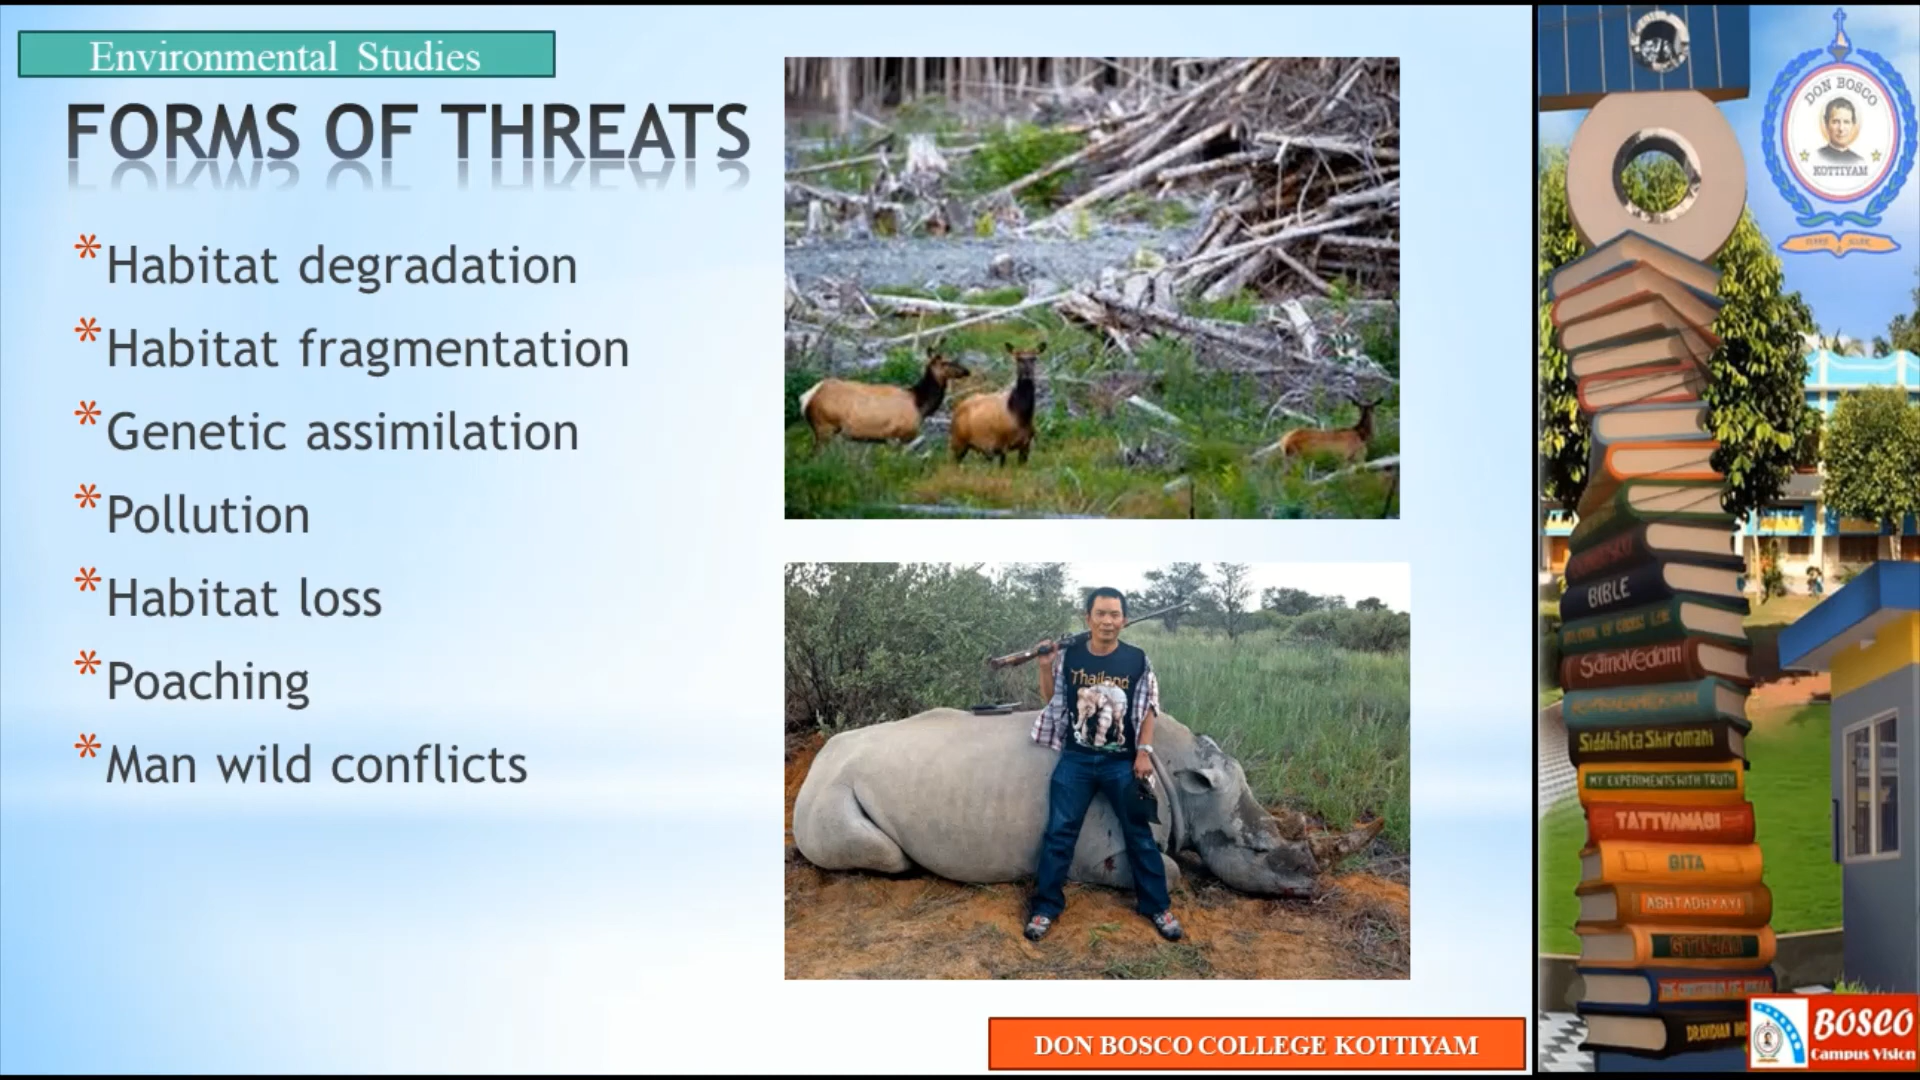 Environmental Studies
FORMS OF THREATS
* Habitat degradation
* Habitat fragmentation
* Genetic assimilation
* Pollution
* Habitat loss
* Poaching
* Man wild conflicts
Thailand
DON BOSCO COLLEGE KOTTIYAM
DON BOSCO
KOTTIYAM
BIBLE
SamaVedam
Siddhanta Shiromani
MY EXPERIMENTS WITH TRUTH
TATTVAMASI
GITA
ASHTADHYAYI
BOSCO
Campus Vision